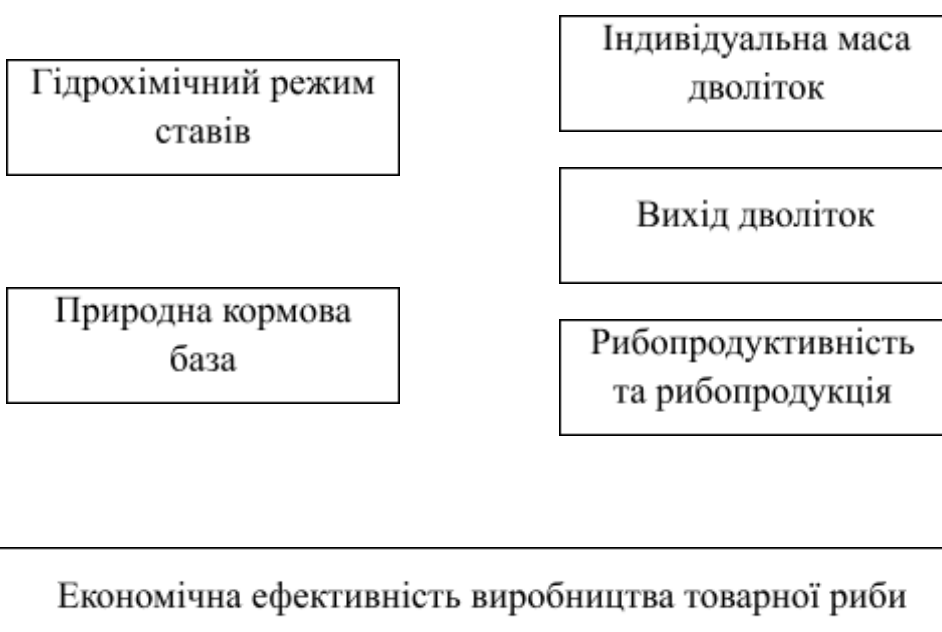 Гідрохімічний режим
ставів
Природна кормова
база
Індивідуальна маса
дволіток
Вихід дволіток
Рибопродуктивність
та рибопродукція
Економічна ефективність виробництва товарної риби